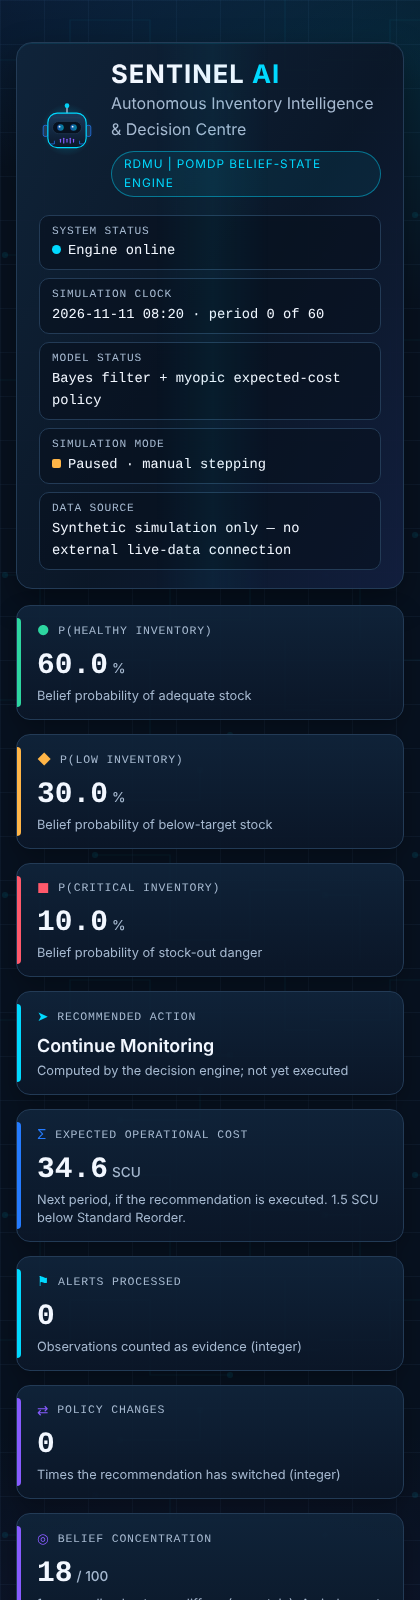 SENTINEL AI
Autonomous Inventory Intelligence
& Decision Centre
RDMU | POMDP BELIEF-STATE
ENGINE
SYSTEM STATUS
Engine online
SIMULATION CLOCK
2026-11-11 08:20 · period 0 of 60
MODEL STATUS
Bayes filter + myopic expected-cost
policy
SIMULATION MODE
Paused · manual stepping
DATA SOURCE
Synthetic simulation only — no
external live-data connection
P(HEALTHY INVENTORY)
60.0 %
Belief probability of adequate stock
P(LOW INVENTORY)
30.0 %
Belief probability of below-target stock
P(CRITICAL INVENTORY)
10.0 %
Belief probability of stock-out danger
➤ RECOMMENDED ACTION
Continue Monitoring
Computed by the decision engine; not yet executed
Σ EXPECTED OPERATIONAL COST
34.6 SCU
Next period, if the recommendation is executed. 1.5 SCU
below Standard Reorder.
⚑ ALERTS PROCESSED
0
Observations counted as evidence (integer)
⇄ POLICY CHANGES
0
Times the recommendation has switched (integer)
◎ BELIEF CONCENTRATION
18 / 100